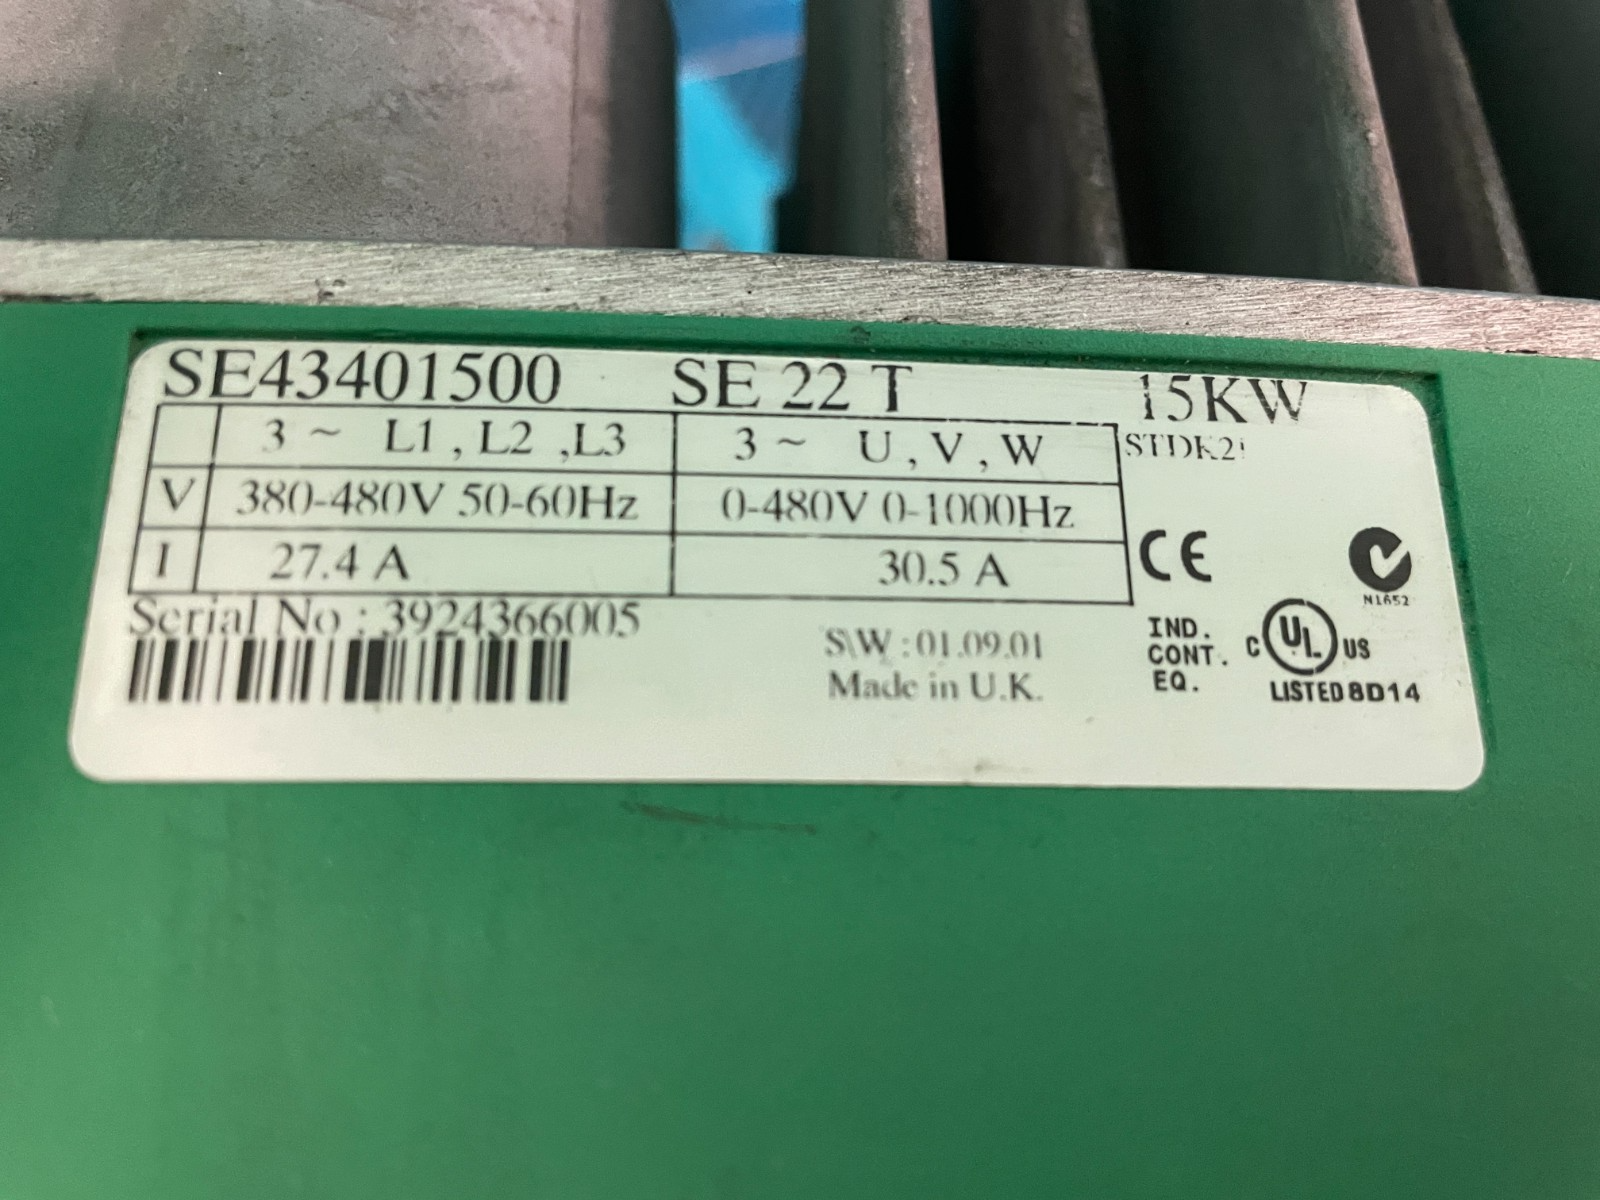 SE43401500 SE 22 T 15KW
3 ~ L1 , L2 ,L3 3 ~ U , V , W
V 380-480V 50-60Hz 0-480V 0-1000Hz
I 27.4 A 30.5 A
Serial No : 3924366005
S\W : 01.09.01
Made in U.K.
CE
N1652
IND.
CONT.
EQ.
C UL US
LISTED 8D14